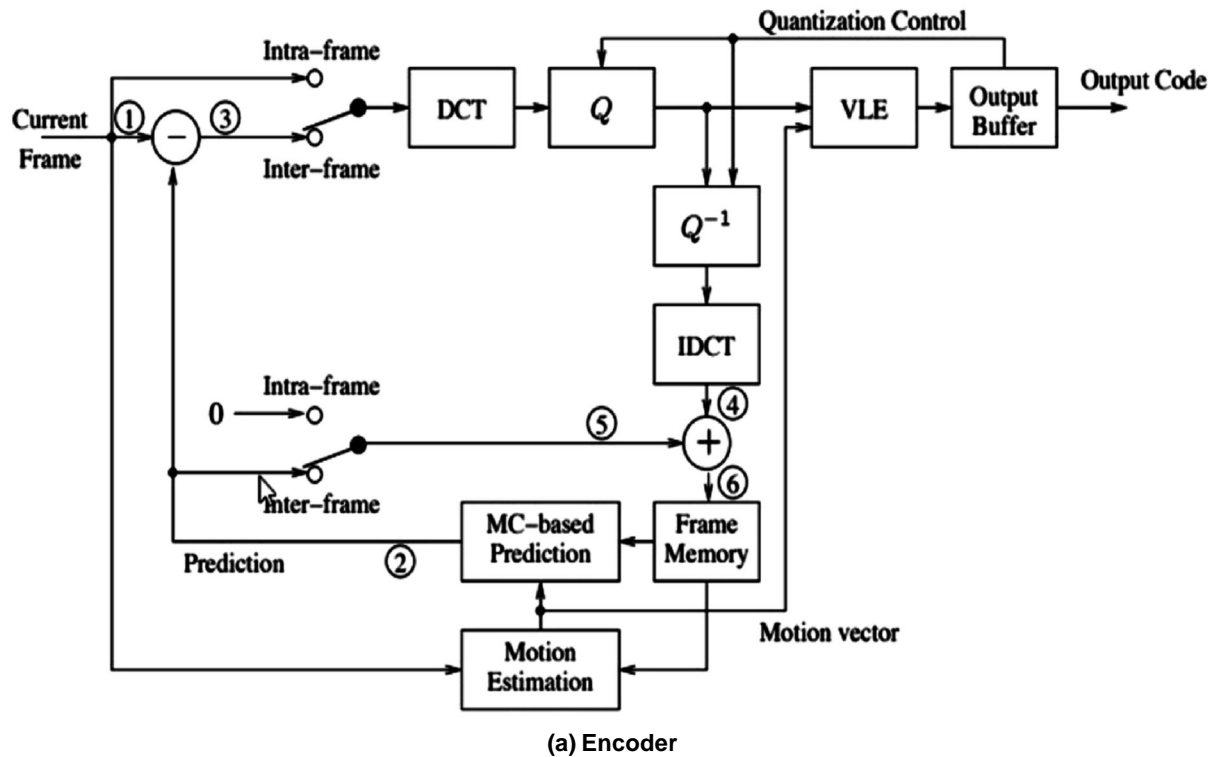 Quantization Control
Intra-frame
Output Code
Current
Frame
①
−
③
DCT
Q
VLE
Output
Buffer
Inter-frame
Q⁻¹
IDCT
Intra-frame
0
④
⑤
+
⑥
Inter-frame
MC-based
Prediction
Frame
Memory
Prediction
②
Motion vector
Motion
Estimation
(a) Encoder